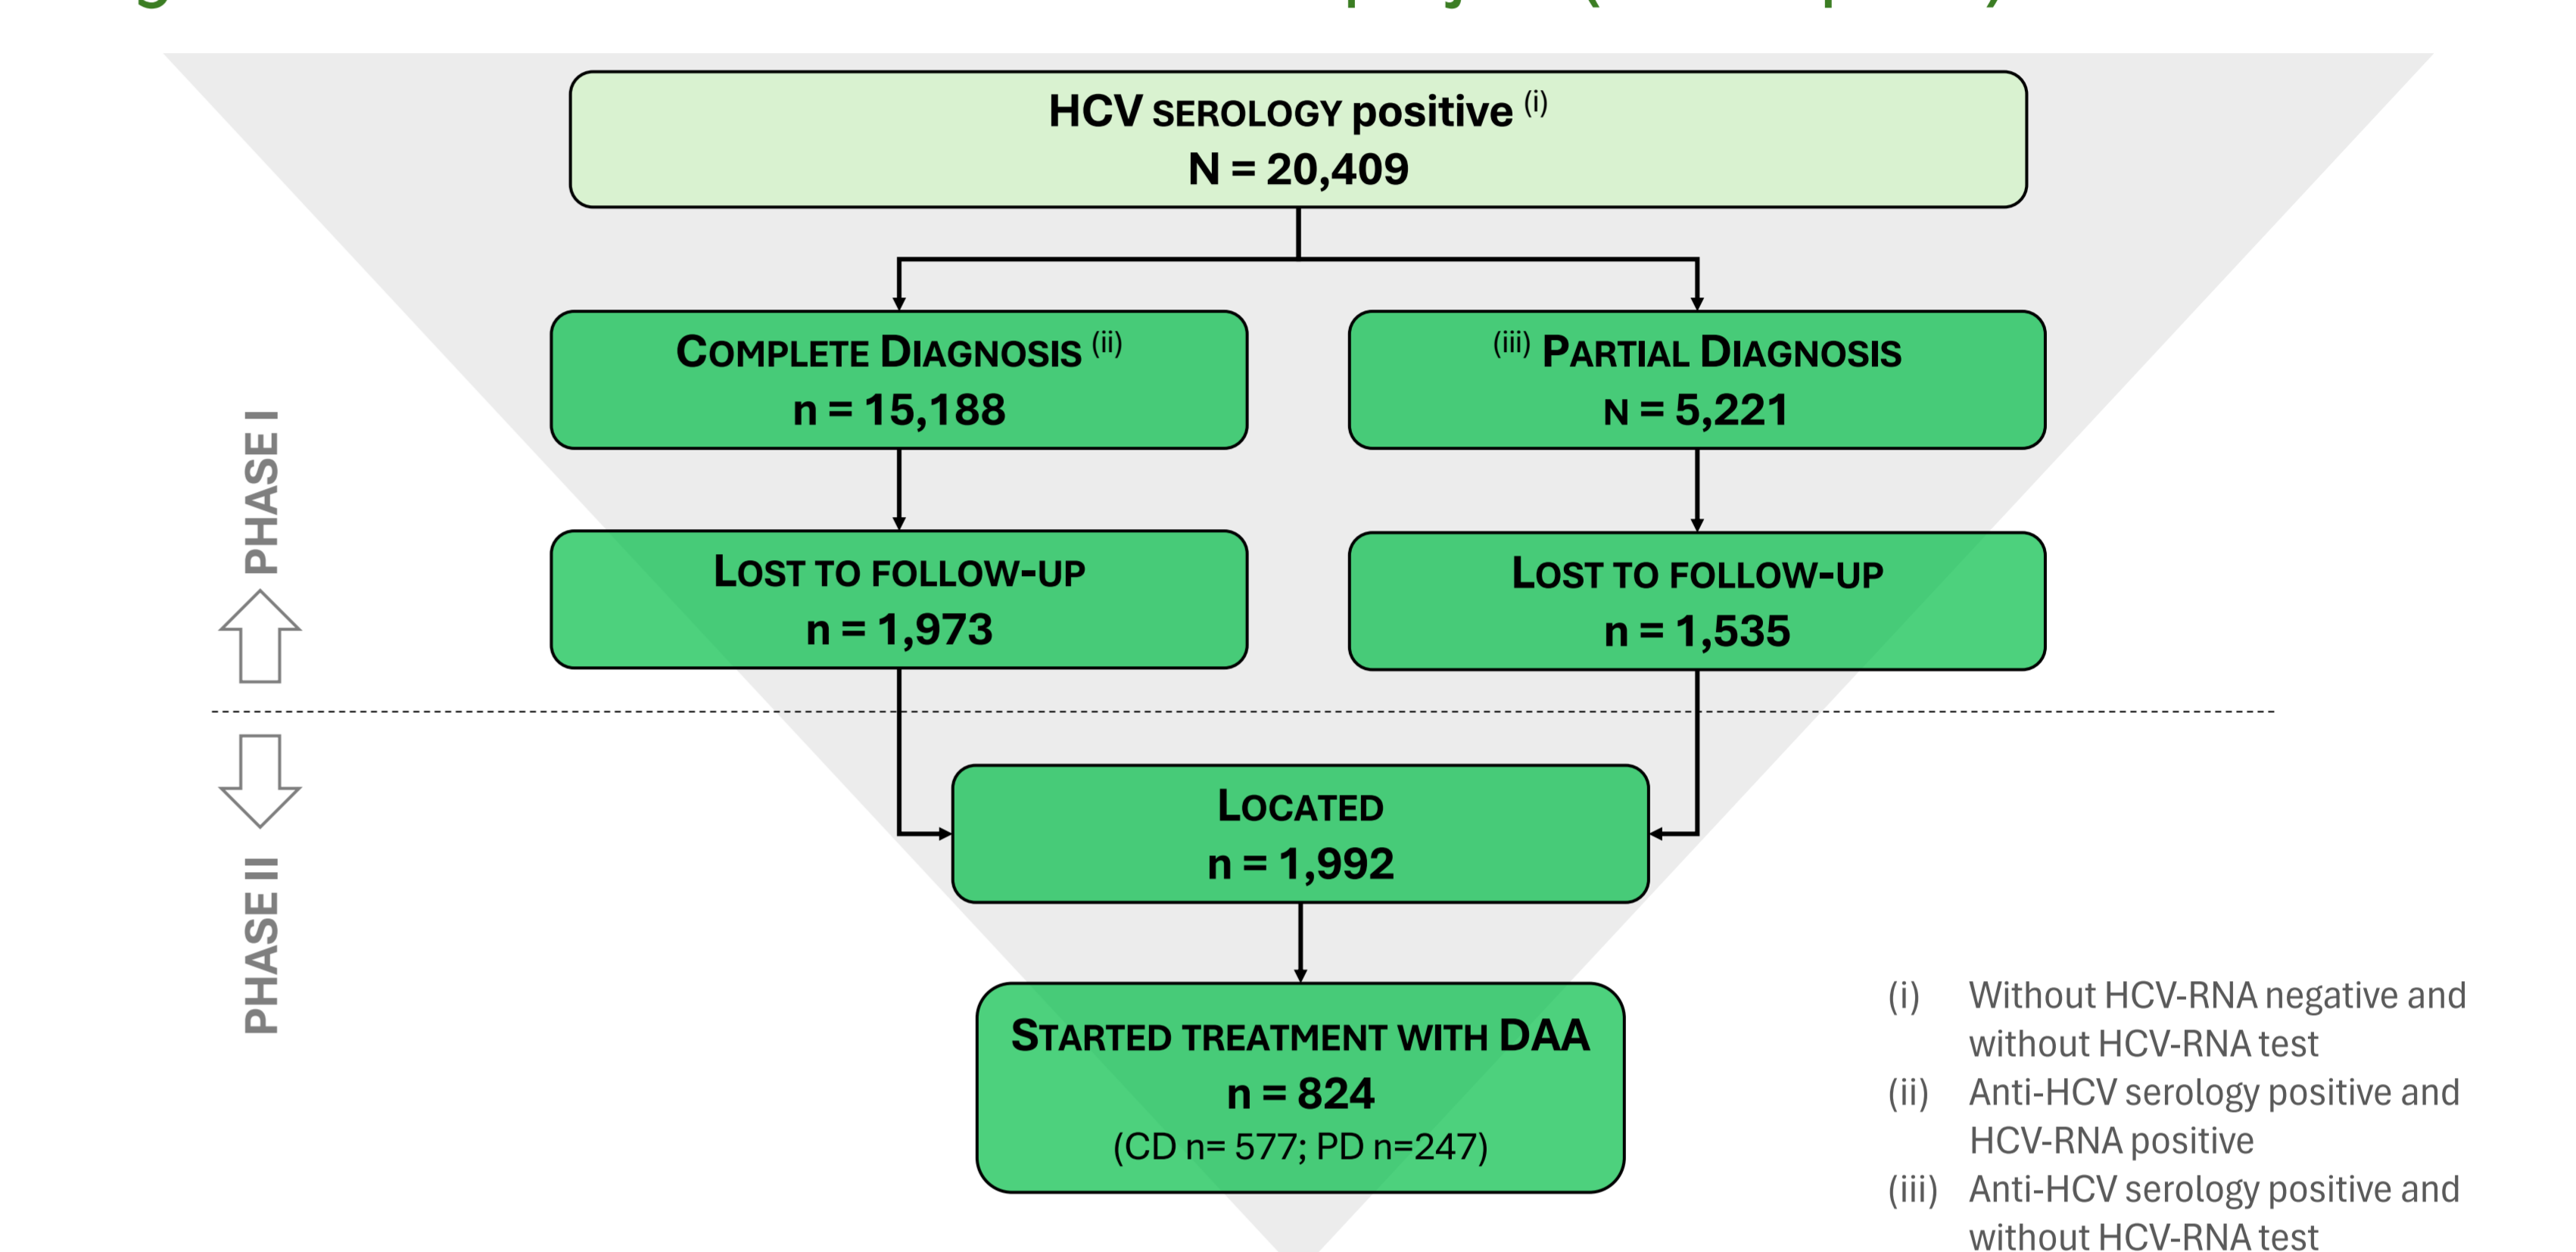 HCV SEROLOGY positive (i)
N = 20,409
COMPLETE DIAGNOSIS (ii)
n = 15,188
(iii) PARTIAL DIAGNOSIS
N = 5,221
PHASE I
LOST TO FOLLOW-UP
n = 1,973
LOST TO FOLLOW-UP
n = 1,535
PHASE II
LOCATED
n = 1,992
STARTED TREATMENT WITH DAA
n = 824
(CD n= 577; PD n=247)
(i) Without HCV-RNA negative and
without HCV-RNA test
(ii) Anti-HCV serology positive and
HCV-RNA positive
(iii) Anti-HCV serology positive and
without HCV-RNA test